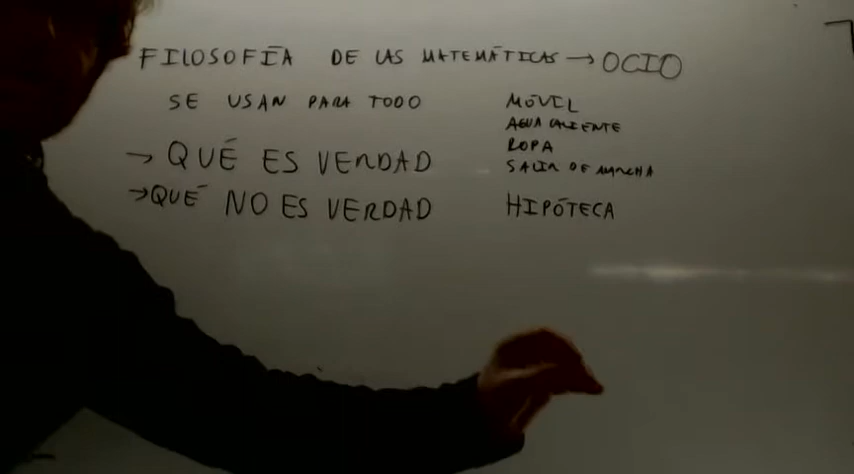 FILOSOFÍA DE LAS MATEMÁTICAS → OCIO
SE USAN PARA TODO
→ QUÉ ES VERDAD
→ QUÉ NO ES VERDAD
MÓVIL
AGUA CALIENTE
ROPA
SALIR DE MARCHA
HIPÓTECA